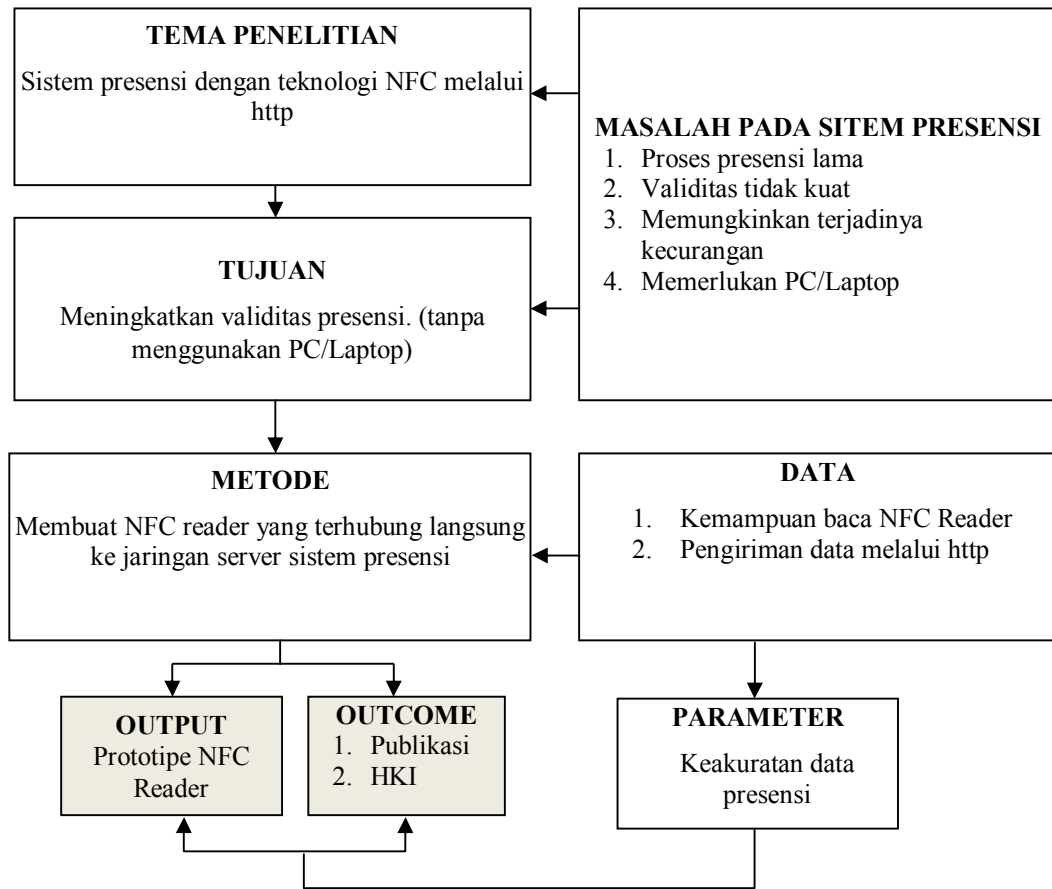 TEMA PENELITIAN
Sistem presensi dengan teknologi NFC melalui
http
MASALAH PADA SITEM PRESENSI
1. Proses presensi lama
2. Validitas tidak kuat
3. Memungkinkan terjadinya
kecurangan
4. Memerlukan PC/Laptop
TUJUAN
Meningkatkan validitas presensi. (tanpa
menggunakan PC/Laptop)
METODE
Membuat NFC reader yang terhubung langsung
ke jaringan server sistem presensi
DATA
1. Kemampuan baca NFC Reader
2. Pengiriman data melalui http
OUTPUT
Prototipe NFC
Reader
OUTCOME
1. Publikasi
2. HKI
PARAMETER
Keakuratan data
presensi